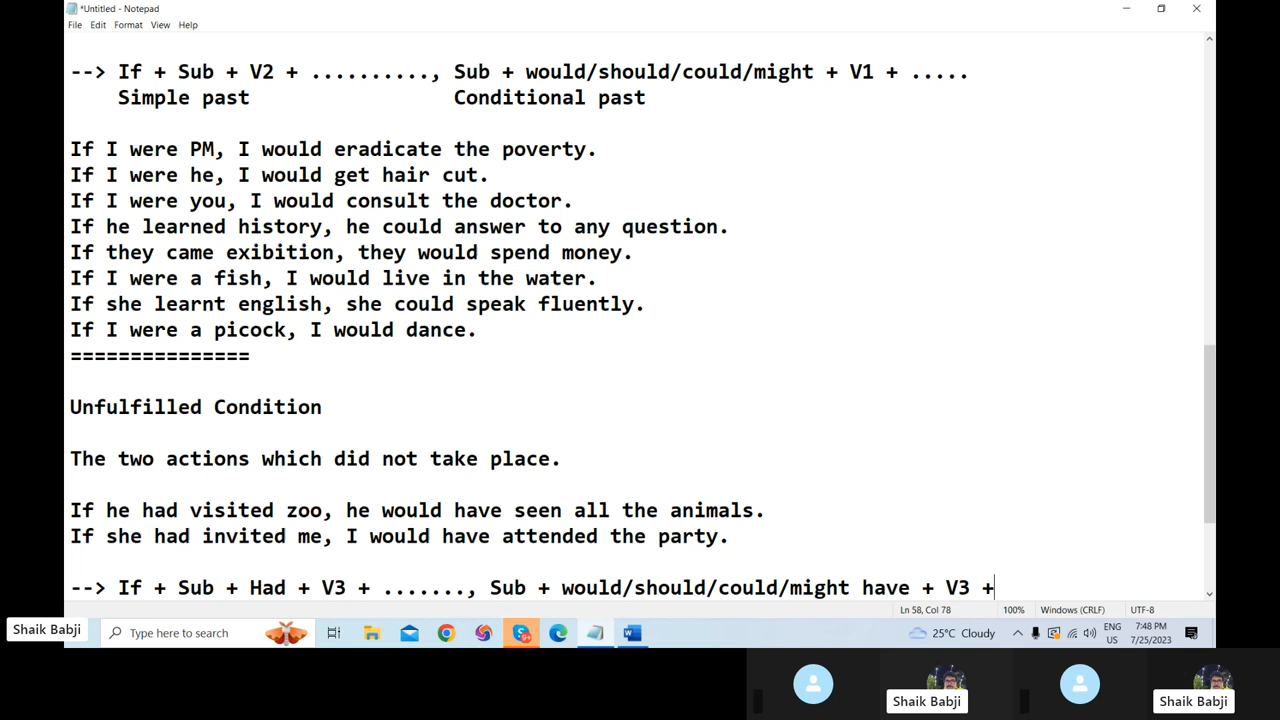 *Untitled - Notepad
File Edit Format View Help
--> If + Sub + V2 + .........., Sub + would/should/could/might + V1 + .....
Simple past Conditional past
If I were PM, I would eradicate the poverty.
If I were he, I would get hair cut.
If I were you, I would consult the doctor.
If he learned history, he could answer to any question.
If they came exibition, they would spend money.
If I were a fish, I would live in the water.
If she learnt english, she could speak fluently.
If I were a picock, I would dance.
===============
Unfulfilled Condition
The two actions which did not take place.
If he had visited zoo, he would have seen all the animals.
If she had invited me, I would have attended the party.
--> If + Sub + Had + V3 + ......., Sub + would/should/could/might have + V3 +
Ln 58, Col 78 100% Windows (CRLF) UTF-8
Shaik Babji
Type here to search
25°C Cloudy
ENG
US
7:48 PM
7/25/2023
Shaik Babji
Shaik Babji